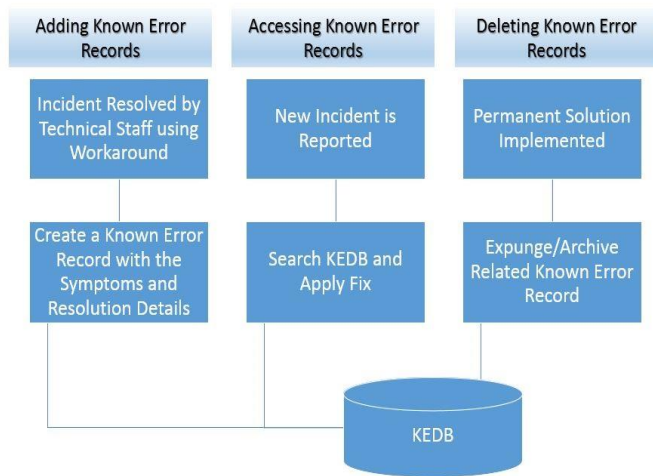 Adding Known Error
Records
Incident Resolved by
Technical Staff using
Workaround
Create a Known Error
Record with the
Symptoms and
Resolution Details
Accessing Known Error
Records
New Incident is
Reported
Search KEDB and
Apply Fix
Deleting Known Error
Records
Permanent Solution
Implemented
Expunge/Archive
Related Known Error
Record
KEDB